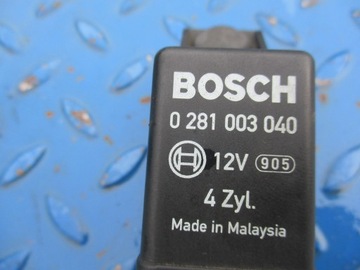 BOSCH
0 281 003 040
12V 905
4 Zyl.
Made in Malaysia